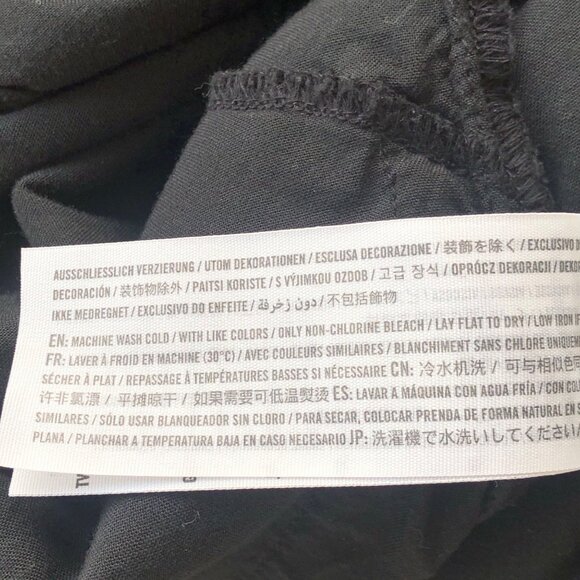 AUSSCHLIESSLICH VERZIERUNG / UTOM DEKORATIONEN / ESCLUSA DECORAZIONE / 装飾を除く / EXCLUSIVO
DECORACIÓN / 装饰物除外 / PAITSI KORISTE / S VÝJIMKOU OZDOB / 고급 장식 / OPRÓCZ DEKORACJI /
IKKE MEDREGNET / EXCLUSIVO DO ENFEITE / دون زخرفة / 不包括飾物
EN: MACHINE WASH COLD / WITH LIKE COLORS / ONLY NON-CHLORINE BLEACH / LAY FLAT TO DRY / LOW IRON IF
FR: LAVER À FROID EN MACHINE (30°C) / AVEC COULEURS SIMILAIRES / BLANCHIMENT SANS CHLORE UNIQUEMEN
SÉCHER À PLAT / REPASSAGE À TEMPÉRATURES BASSES SI NÉCESSAIRE CN: 冷水机洗 / 可与相似色
许非氯漂 / 平摊晾干 / 如果需要可低温熨烫 ES: LAVAR A MÁQUINA CON AGUA FRÍA / CON COLO
SIMILARES / SÓLO USAR BLANQUEADOR SIN CLORO / PARA SECAR, COLOCAR PRENDA DE FORMA NATURAL EN S
PLANA / PLANCHAR A TEMPERATURA BAJA EN CASO NECESARIO JP: 洗濯機で水洗いしてください